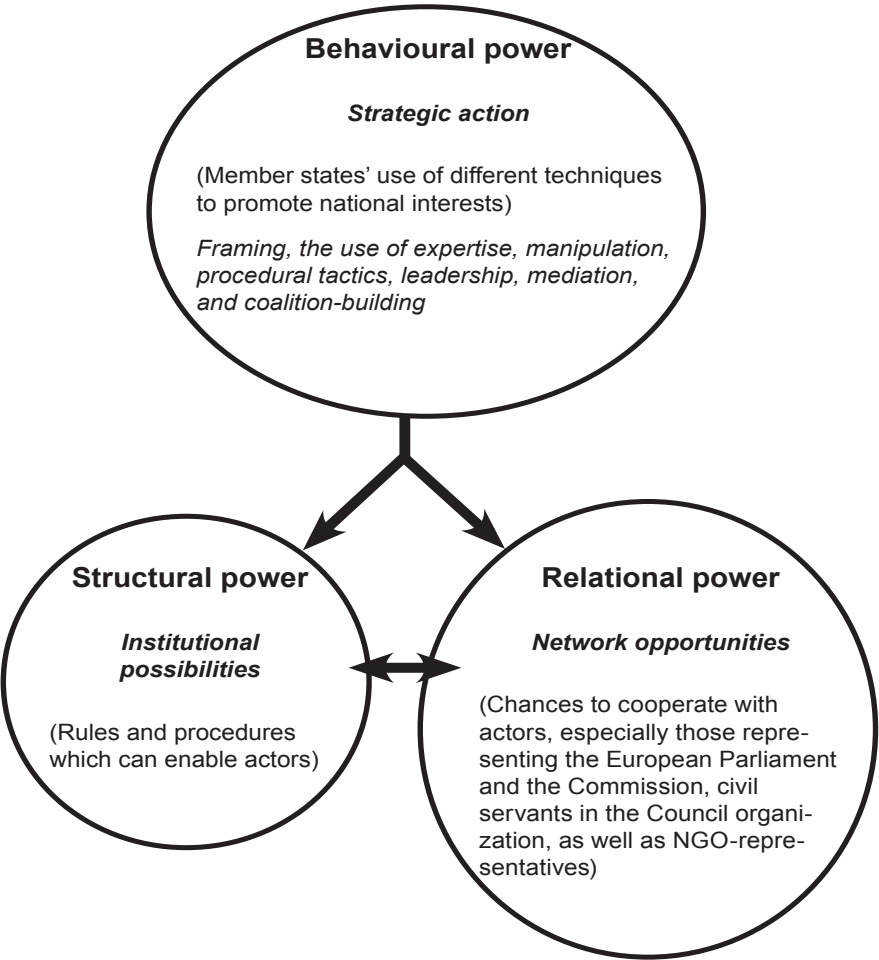 Behavioural power
Strategic action
(Member states’ use of different techniques
to promote national interests)
Framing, the use of expertise, manipulation,
procedural tactics, leadership, mediation,
and coalition-building
Structural power
Institutional
possibilities
(Rules and procedures
which can enable actors)
Relational power
Network opportunities
(Chances to cooperate with
actors, especially those repre-
senting the European Parliament
and the Commission, civil
servants in the Council organi-
zation, as well as NGO-repre-
sentatives)